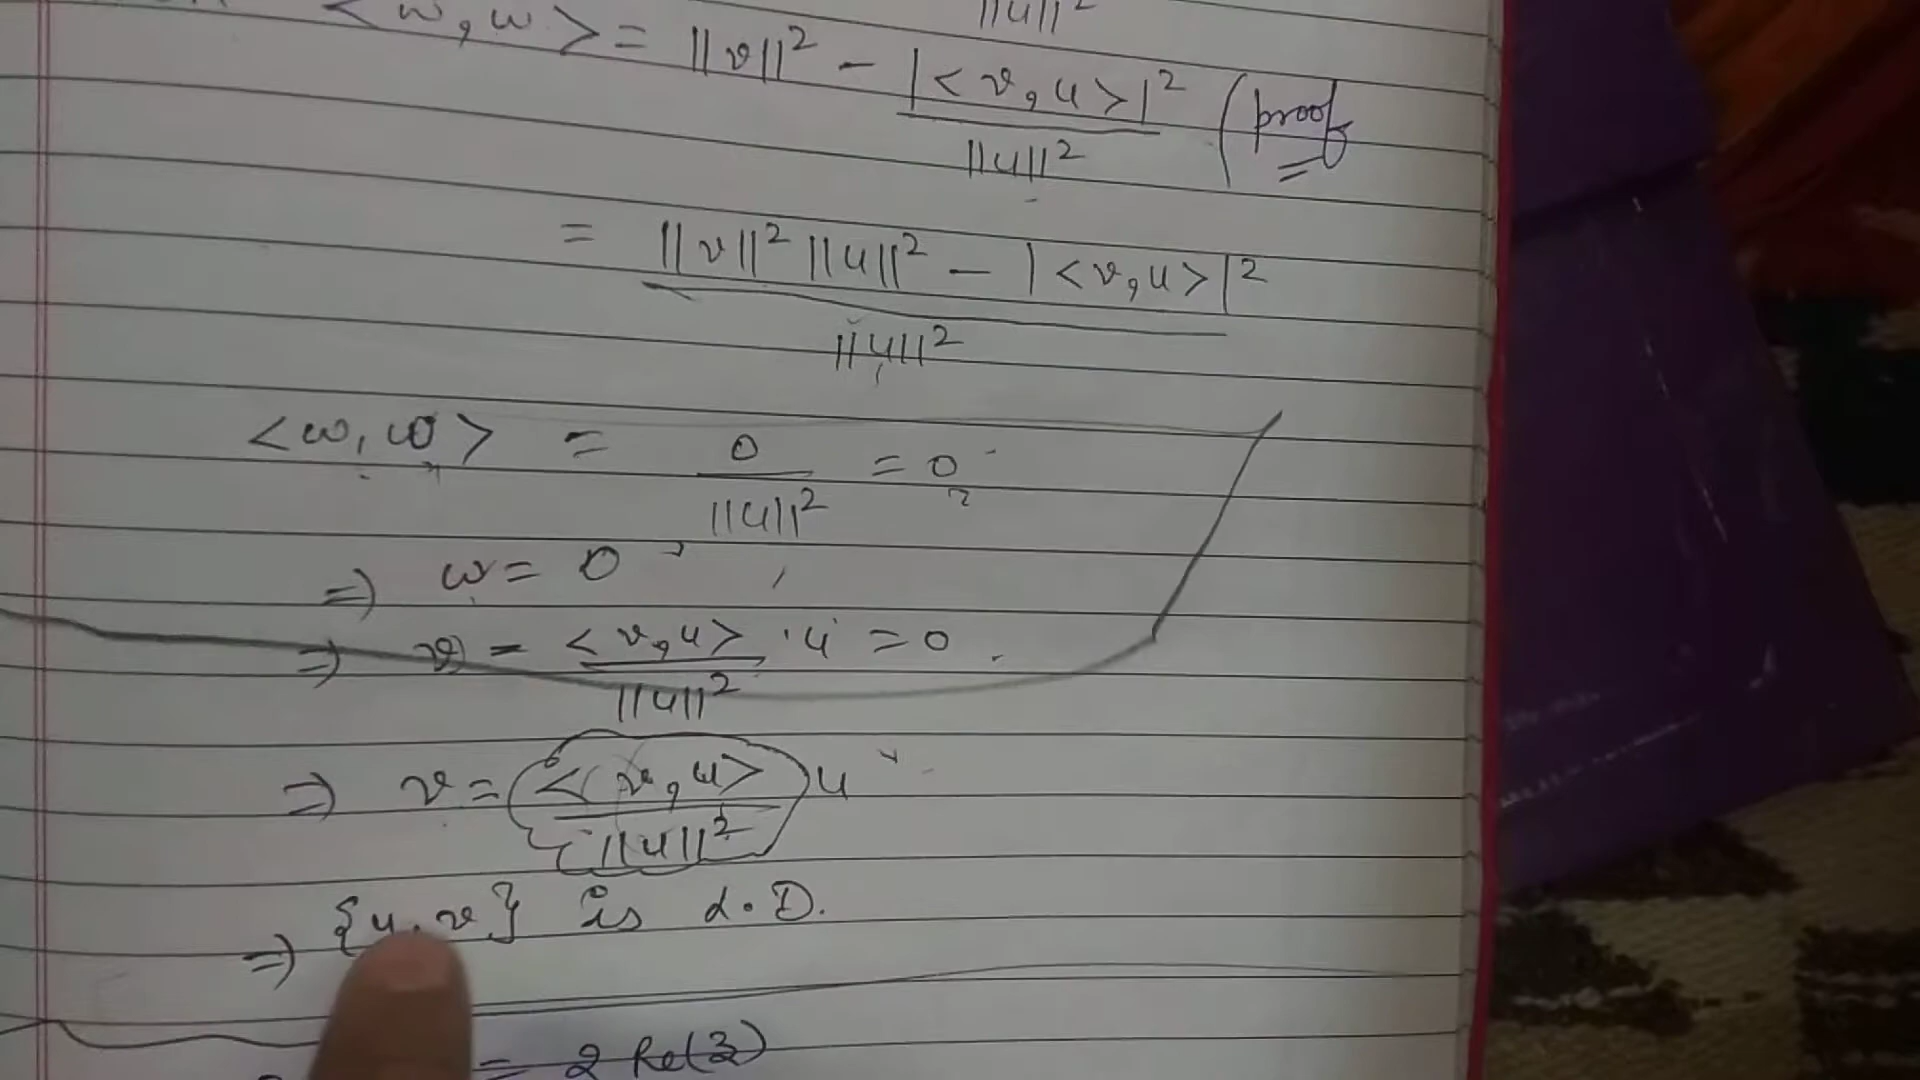 ||u||²
<w, w> = ||v||² - |<v, u>|² / ||u||² (proof
= ||v||² ||u||² - |<v, u>|² / ||u||²
<w, w> = 0 / ||u||² = 0
=> w = 0
=> v - <v, u> / ||u||² · u = 0.
=> v = (<v, u> / ||u||²) u
=> {u, v} is L.D.
= 2 Re(z)